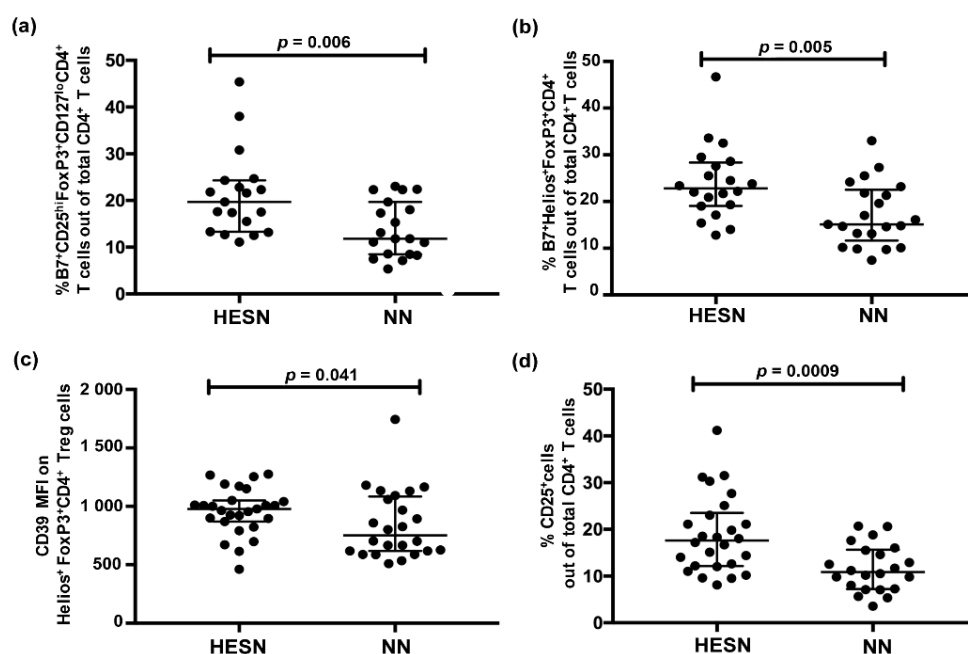 (a)
p = 0.006
%B7⁺CD25ʰⁱFoxP3⁺CD127ˡᵒCD4⁺
T cells out of total CD4⁺ T cells
50
40
30
20
10
0
HESN NN
(b)
p = 0.005
% B7⁺Helios⁺FoxP3⁺CD4⁺
T cells out of total CD4⁺ T cells
50
40
30
20
10
0
HESN NN
(c)
p = 0.041
CD39 MFI on
Helios⁺ FoxP3⁺CD4⁺ Treg cells
2 000
1 500
1 000
500
0
HESN NN
(d)
p = 0.0009
% CD25⁺cells
out of total CD4⁺ T cells
50
40
30
20
10
0
HESN NN